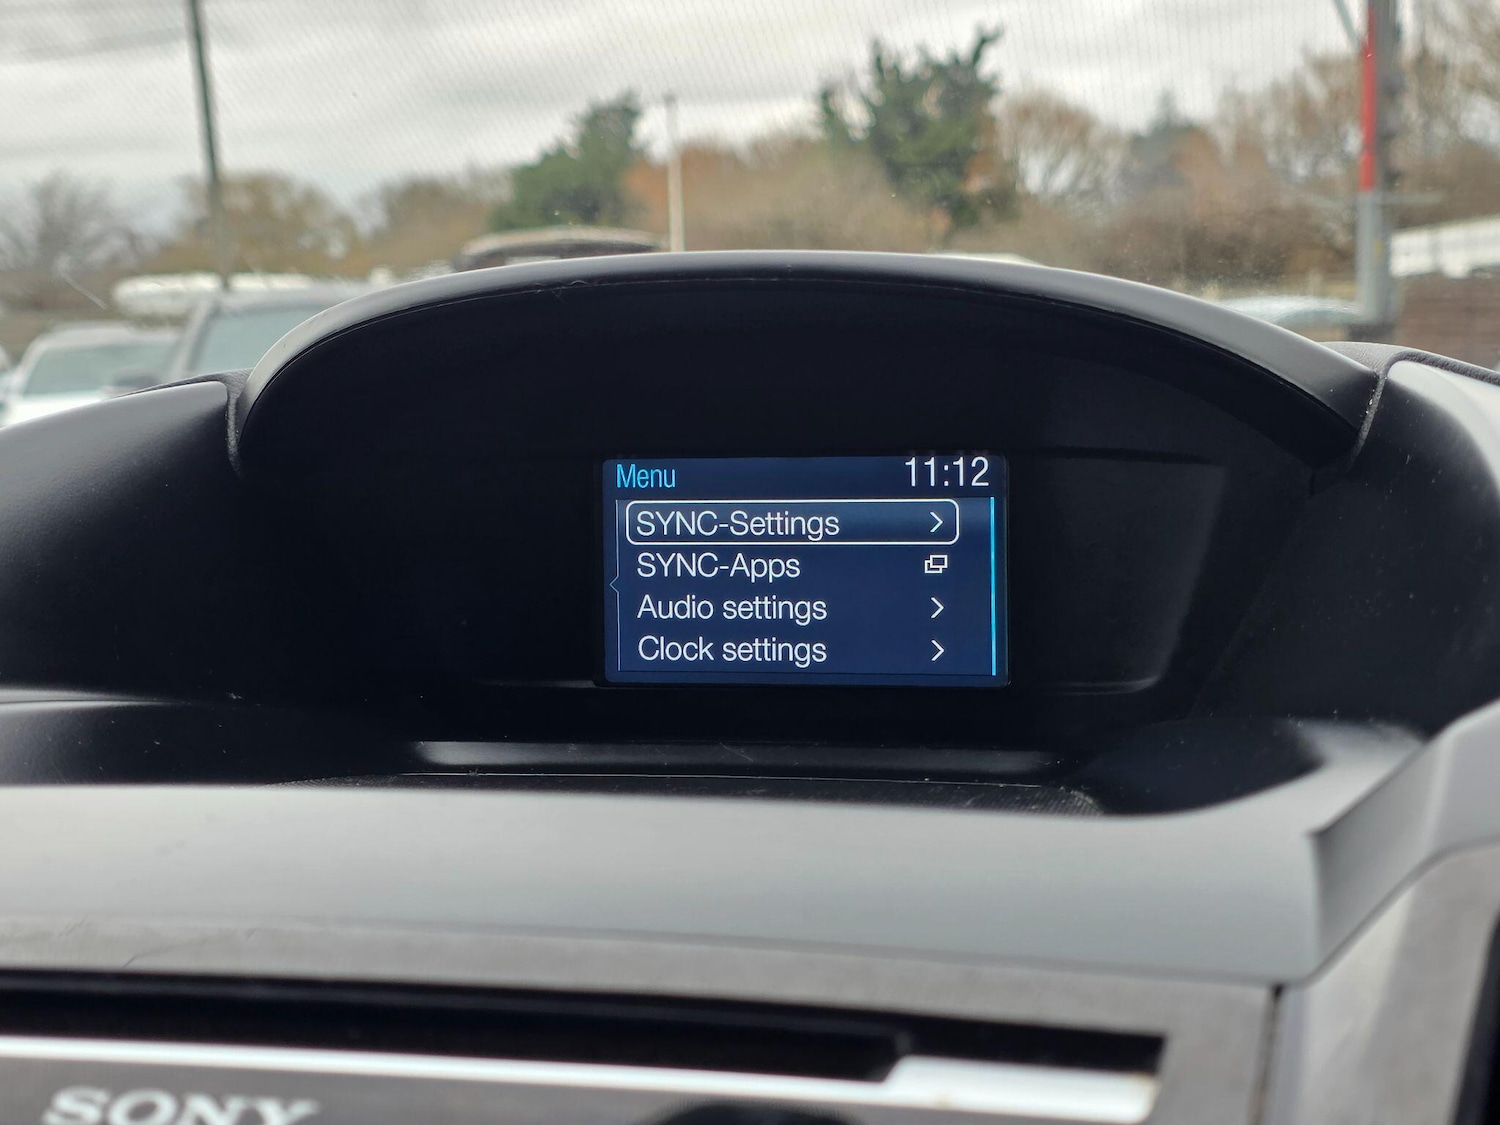 Menu 11:12
SYNC-Settings
SYNC-Apps
Audio settings
Clock settings
SONY